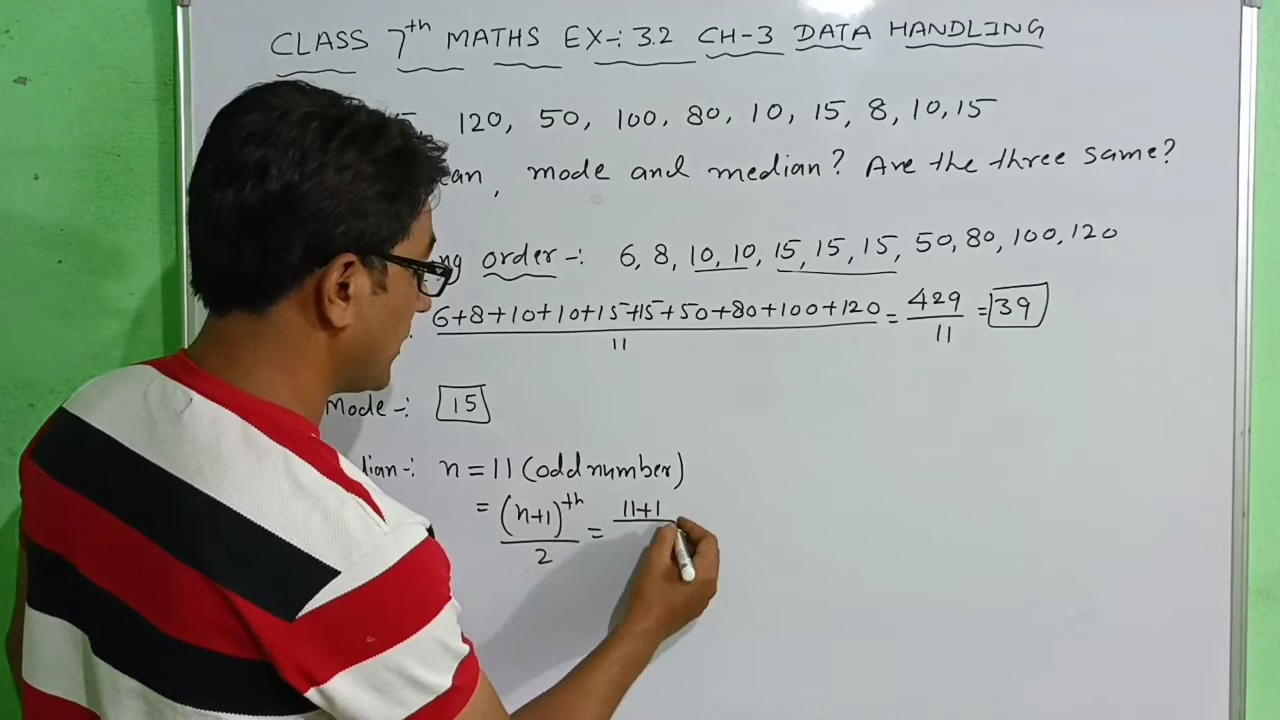 CLASS 7th MATHS EX-: 3.2 CH-3 DATA HANDLING
120, 50, 100, 80, 10, 15, 8, 10, 15
ean, mode and median? Are the three same?
ng order-: 6, 8, 10, 10, 15, 15, 15, 50, 80, 100, 120
6+8+10+10+15+15+50+80+100+120 = 429 = 39
11 11
Mode-: 15
dian-: n = 11 (odd number)
= (n+1)th = 11+1
2